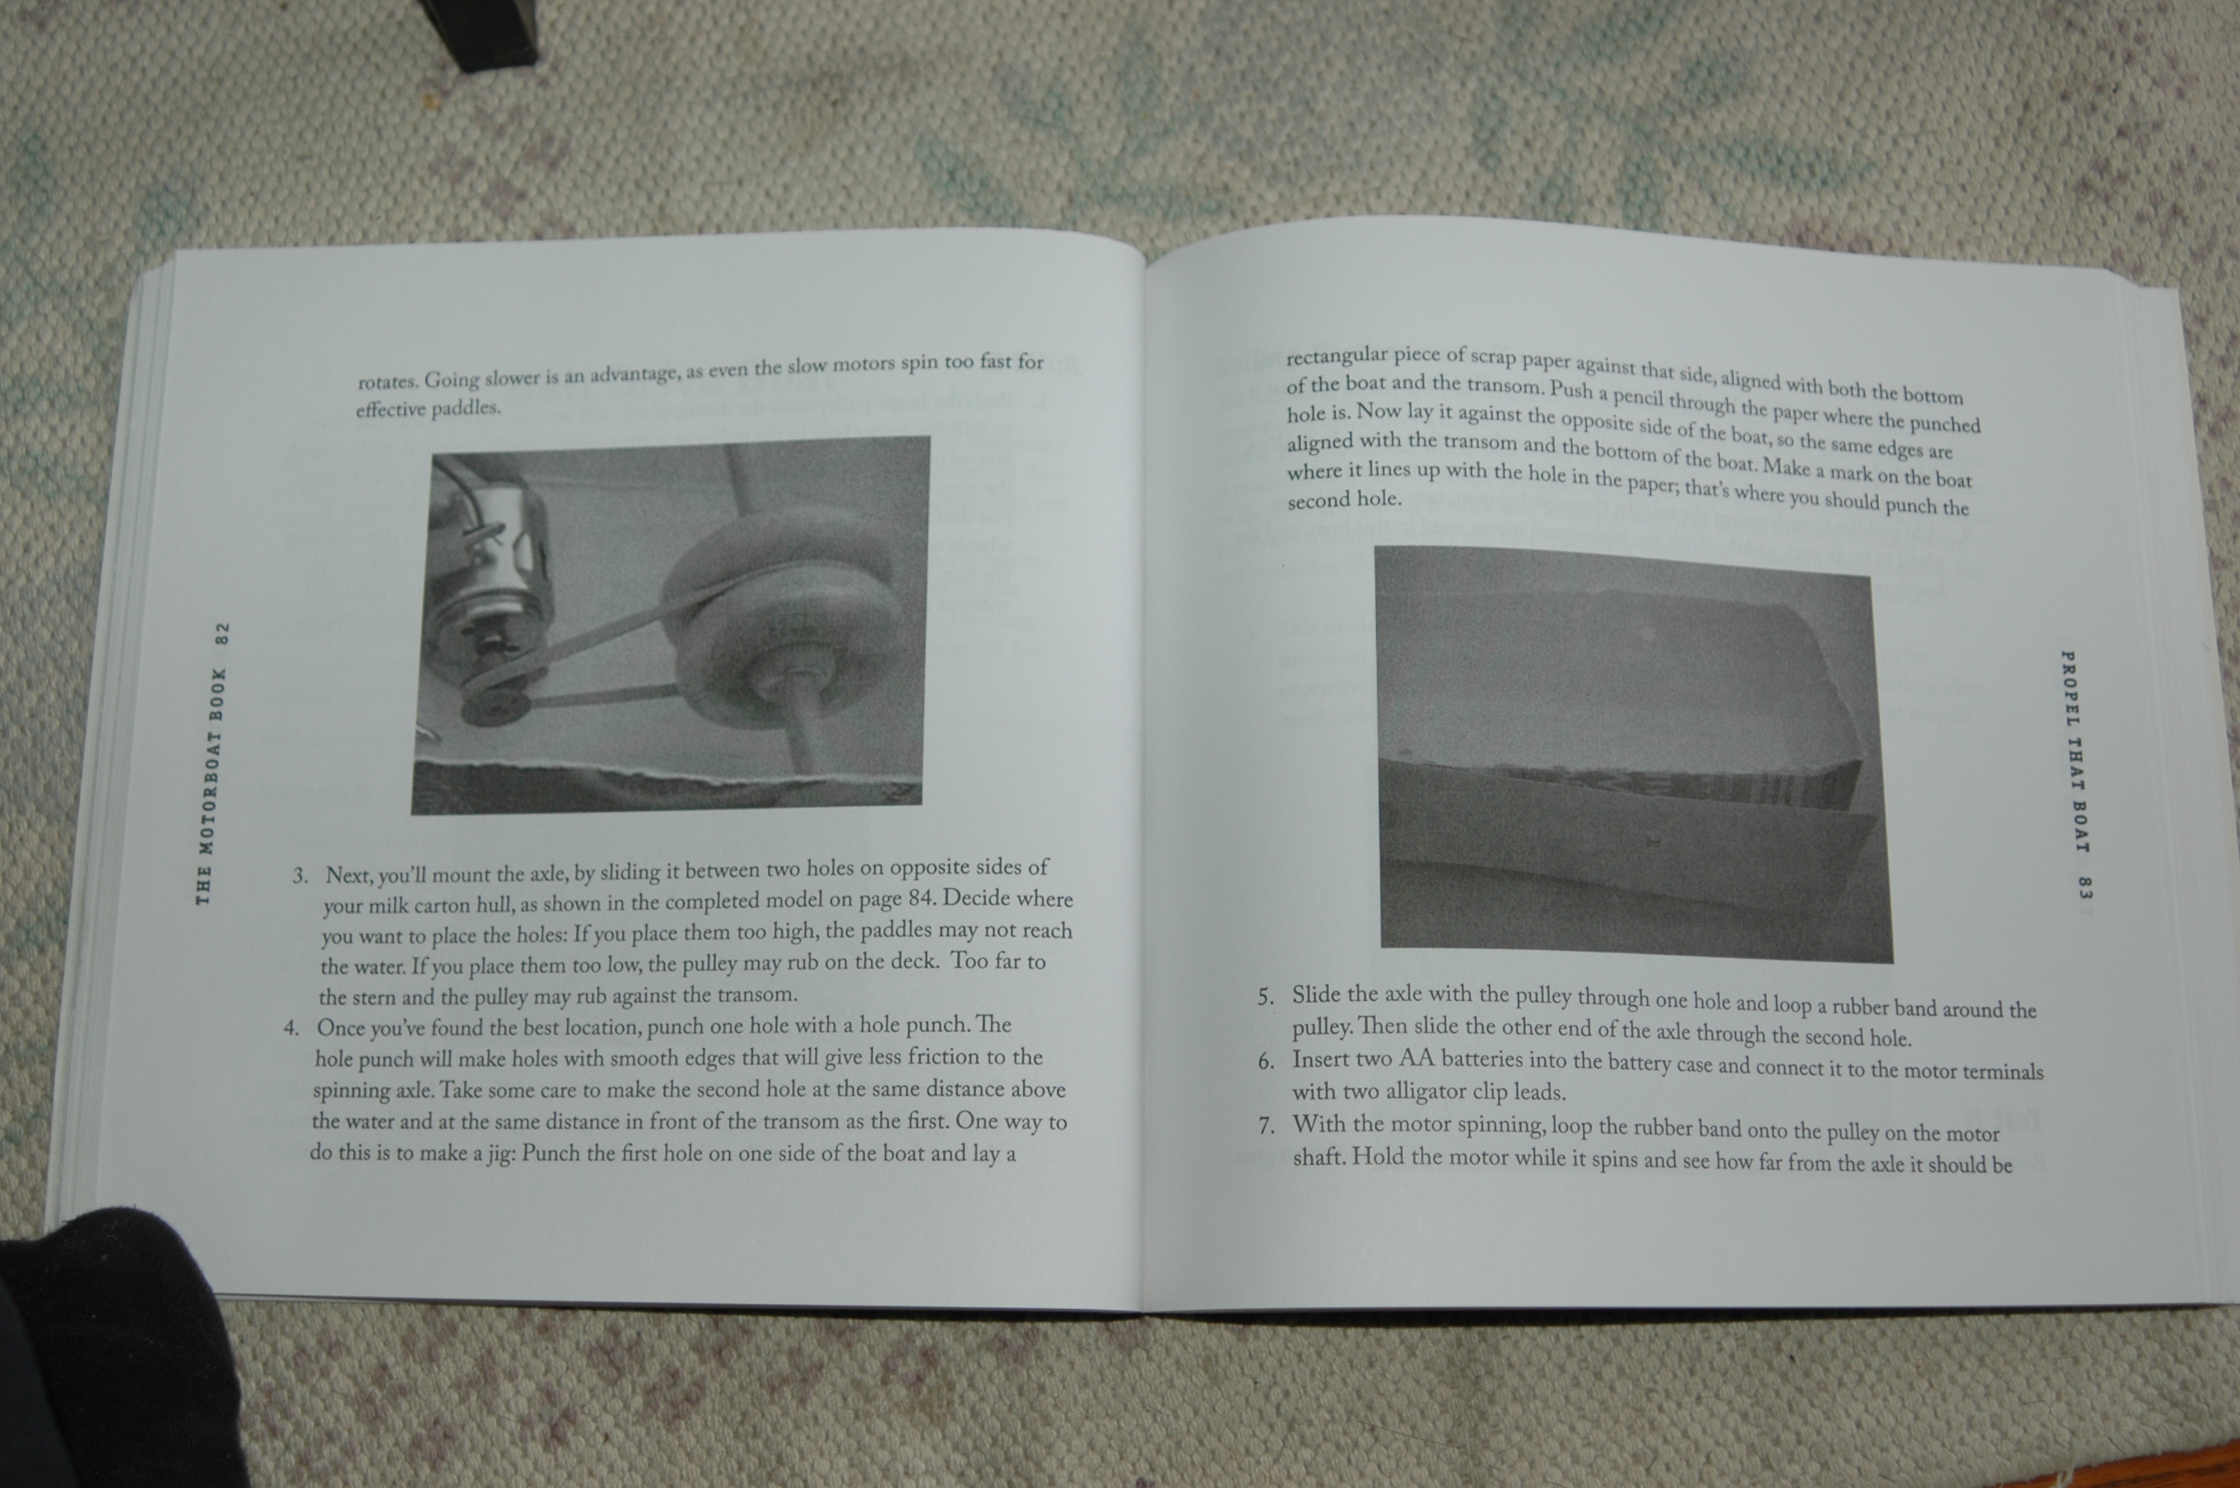 rotates. Going slower is an advantage, as even the slow motors spin too fast for
effective paddles.
3. Next, you'll mount the axle, by sliding it between two holes on opposite sides of
your milk carton hull, as shown in the completed model on page 84. Decide where
you want to place the holes: If you place them too high, the paddles may not reach
the water. If you place them too low, the pulley may rub on the deck. Too far to
the stern and the pulley may rub against the transom.
4. Once you've found the best location, punch one hole with a hole punch. The
hole punch will make holes with smooth edges that will give less friction to the
spinning axle. Take some care to make the second hole at the same distance above
the water and at the same distance in front of the transom as the first. One way to
do this is to make a jig: Punch the first hole on one side of the boat and lay a
THE MOTORBOAT BOOK 82
rectangular piece of scrap paper against that side, aligned with both the bottom
of the boat and the transom. Push a pencil through the paper where the punched
hole is. Now lay it against the opposite side of the boat, so the same edges are
aligned with the transom and the bottom of the boat. Make a mark on the boat
where it lines up with the hole in the paper; that's where you should punch the
second hole.
5. Slide the axle with the pulley through one hole and loop a rubber band around the
pulley. Then slide the other end of the axle through the second hole.
6. Insert two AA batteries into the battery case and connect it to the motor terminals
with two alligator clip leads.
7. With the motor spinning, loop the rubber band onto the pulley on the motor
shaft. Hold the motor while it spins and see how far from the axle it should be
PROPEL THAT BOAT 83